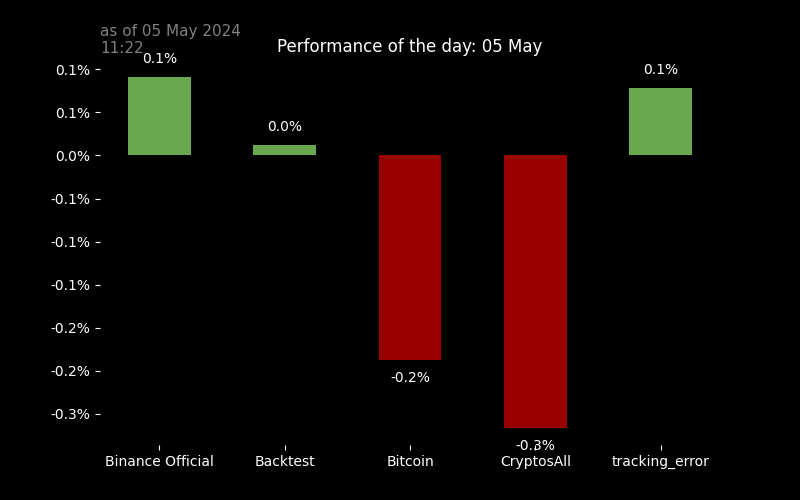 as of 05 May 2024
11:22
Performance of the day: 05 May
0.1%
0.1%
0.0%
-0.1%
-0.1%
-0.1%
-0.2%
-0.2%
-0.3%
0.1%
0.0%
-0.2%
-0.3%
0.1%
Binance Official
Backtest
Bitcoin
CryptosAll
tracking_error